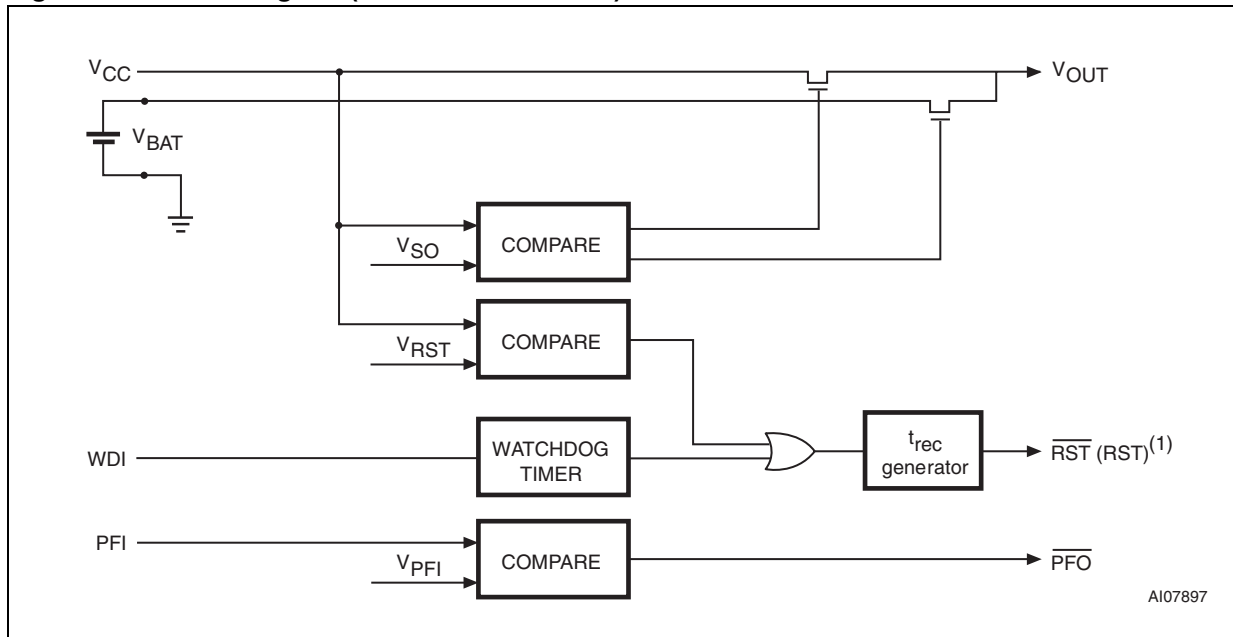 VCC
VOUT
VBAT
VSO
COMPARE
VRST
COMPARE
WDI
WATCHDOG
TIMER
trec
generator
RST (RST)(1)
PFI
VPFI
COMPARE
PFO
AI07897